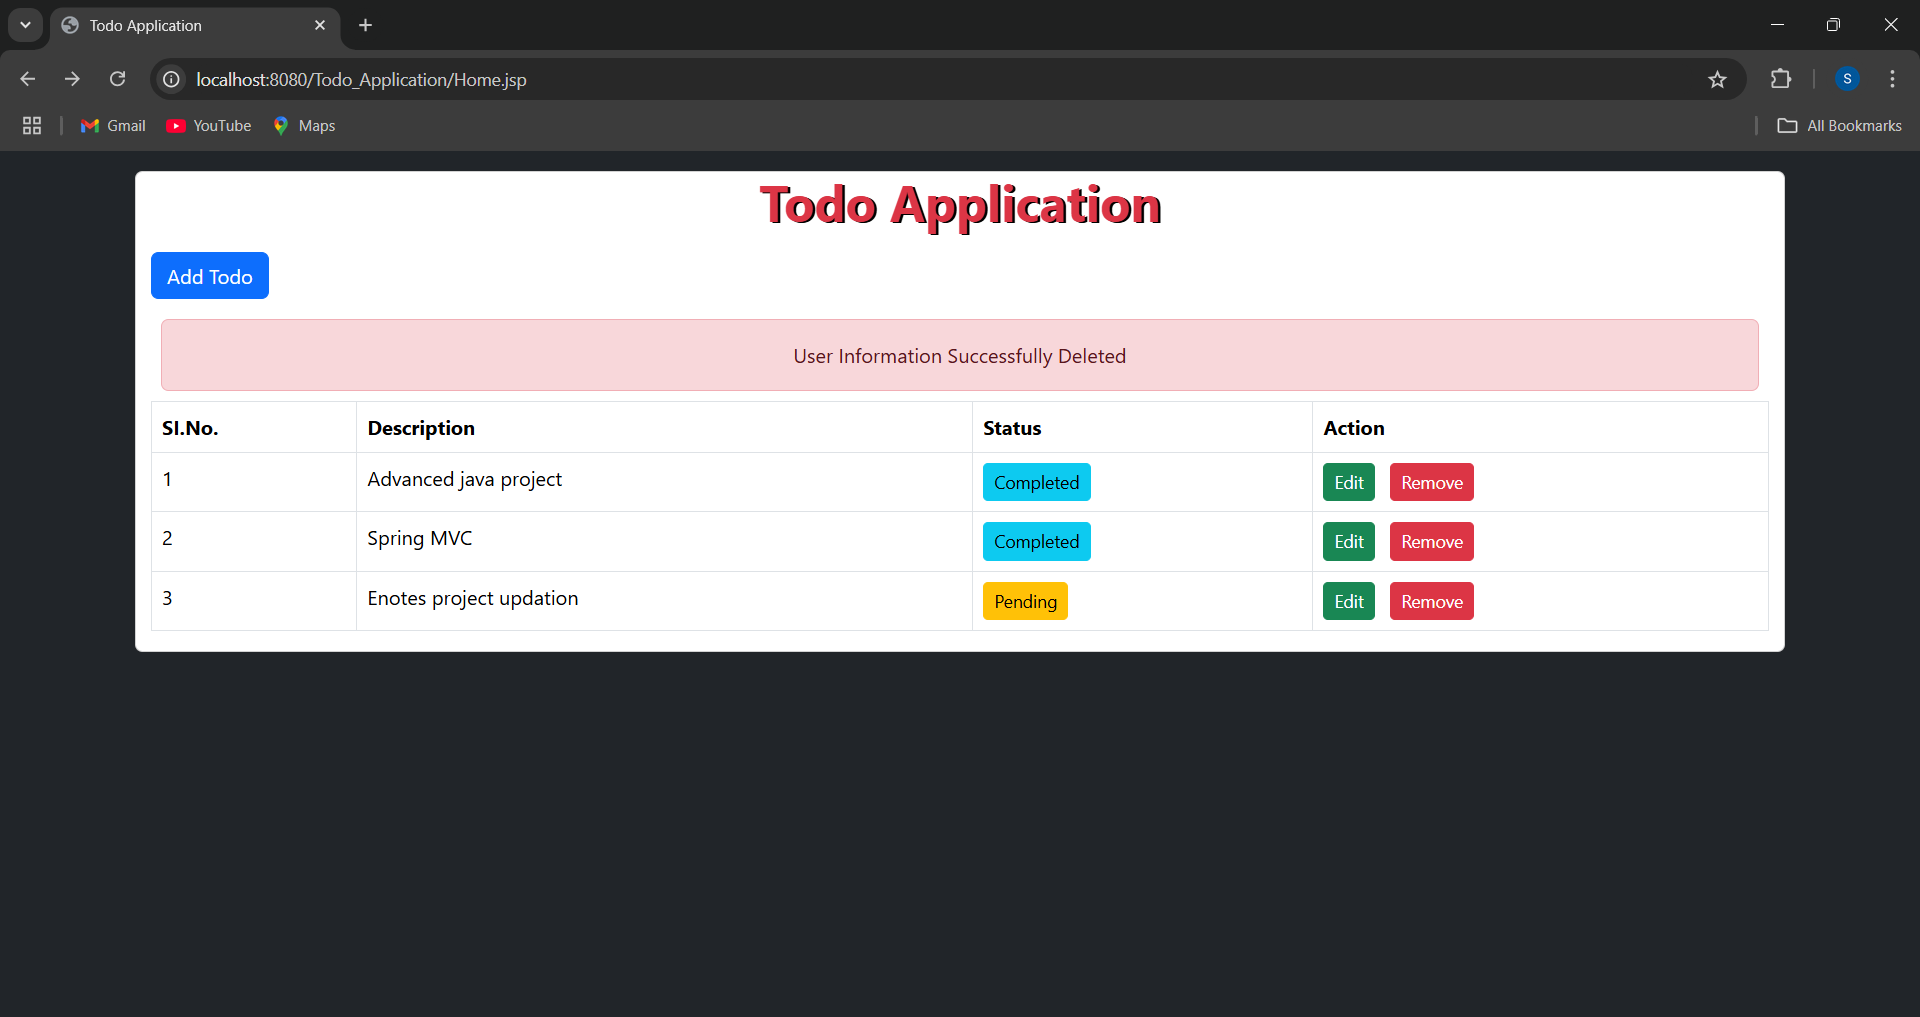 Todo Application
localhost:8080/Todo_Application/Home.jsp
S
Gmail YouTube Maps All Bookmarks
Todo Application
Add Todo
User Information Successfully Deleted
Sl.No. Description Status Action
1 Advanced java project Completed Edit Remove
2 Spring MVC Completed Edit Remove
3 Enotes project updation Pending Edit Remove